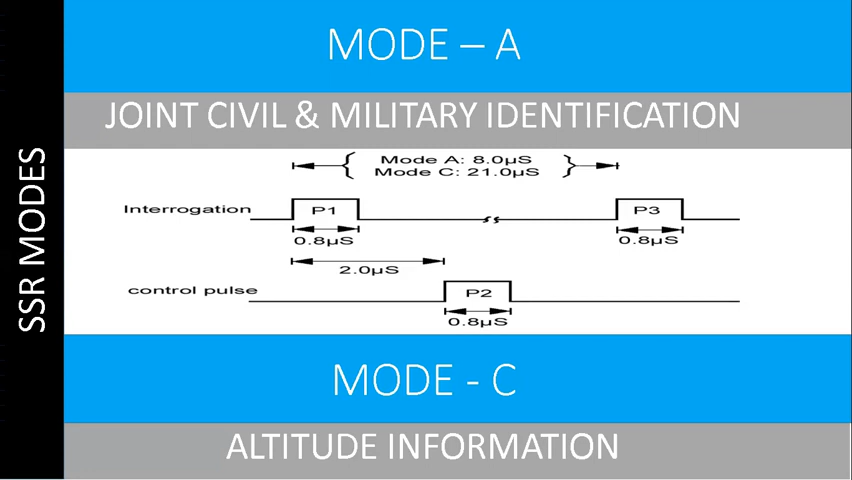 SSR MODES
MODE – A
JOINT CIVIL & MILITARY IDENTIFICATION
Mode A: 8.0µS
Mode C: 21.0µS
Interrogation
P1
P3
0.8µS
0.8µS
2.0µS
control pulse
P2
0.8µS
MODE - C
ALTITUDE INFORMATION